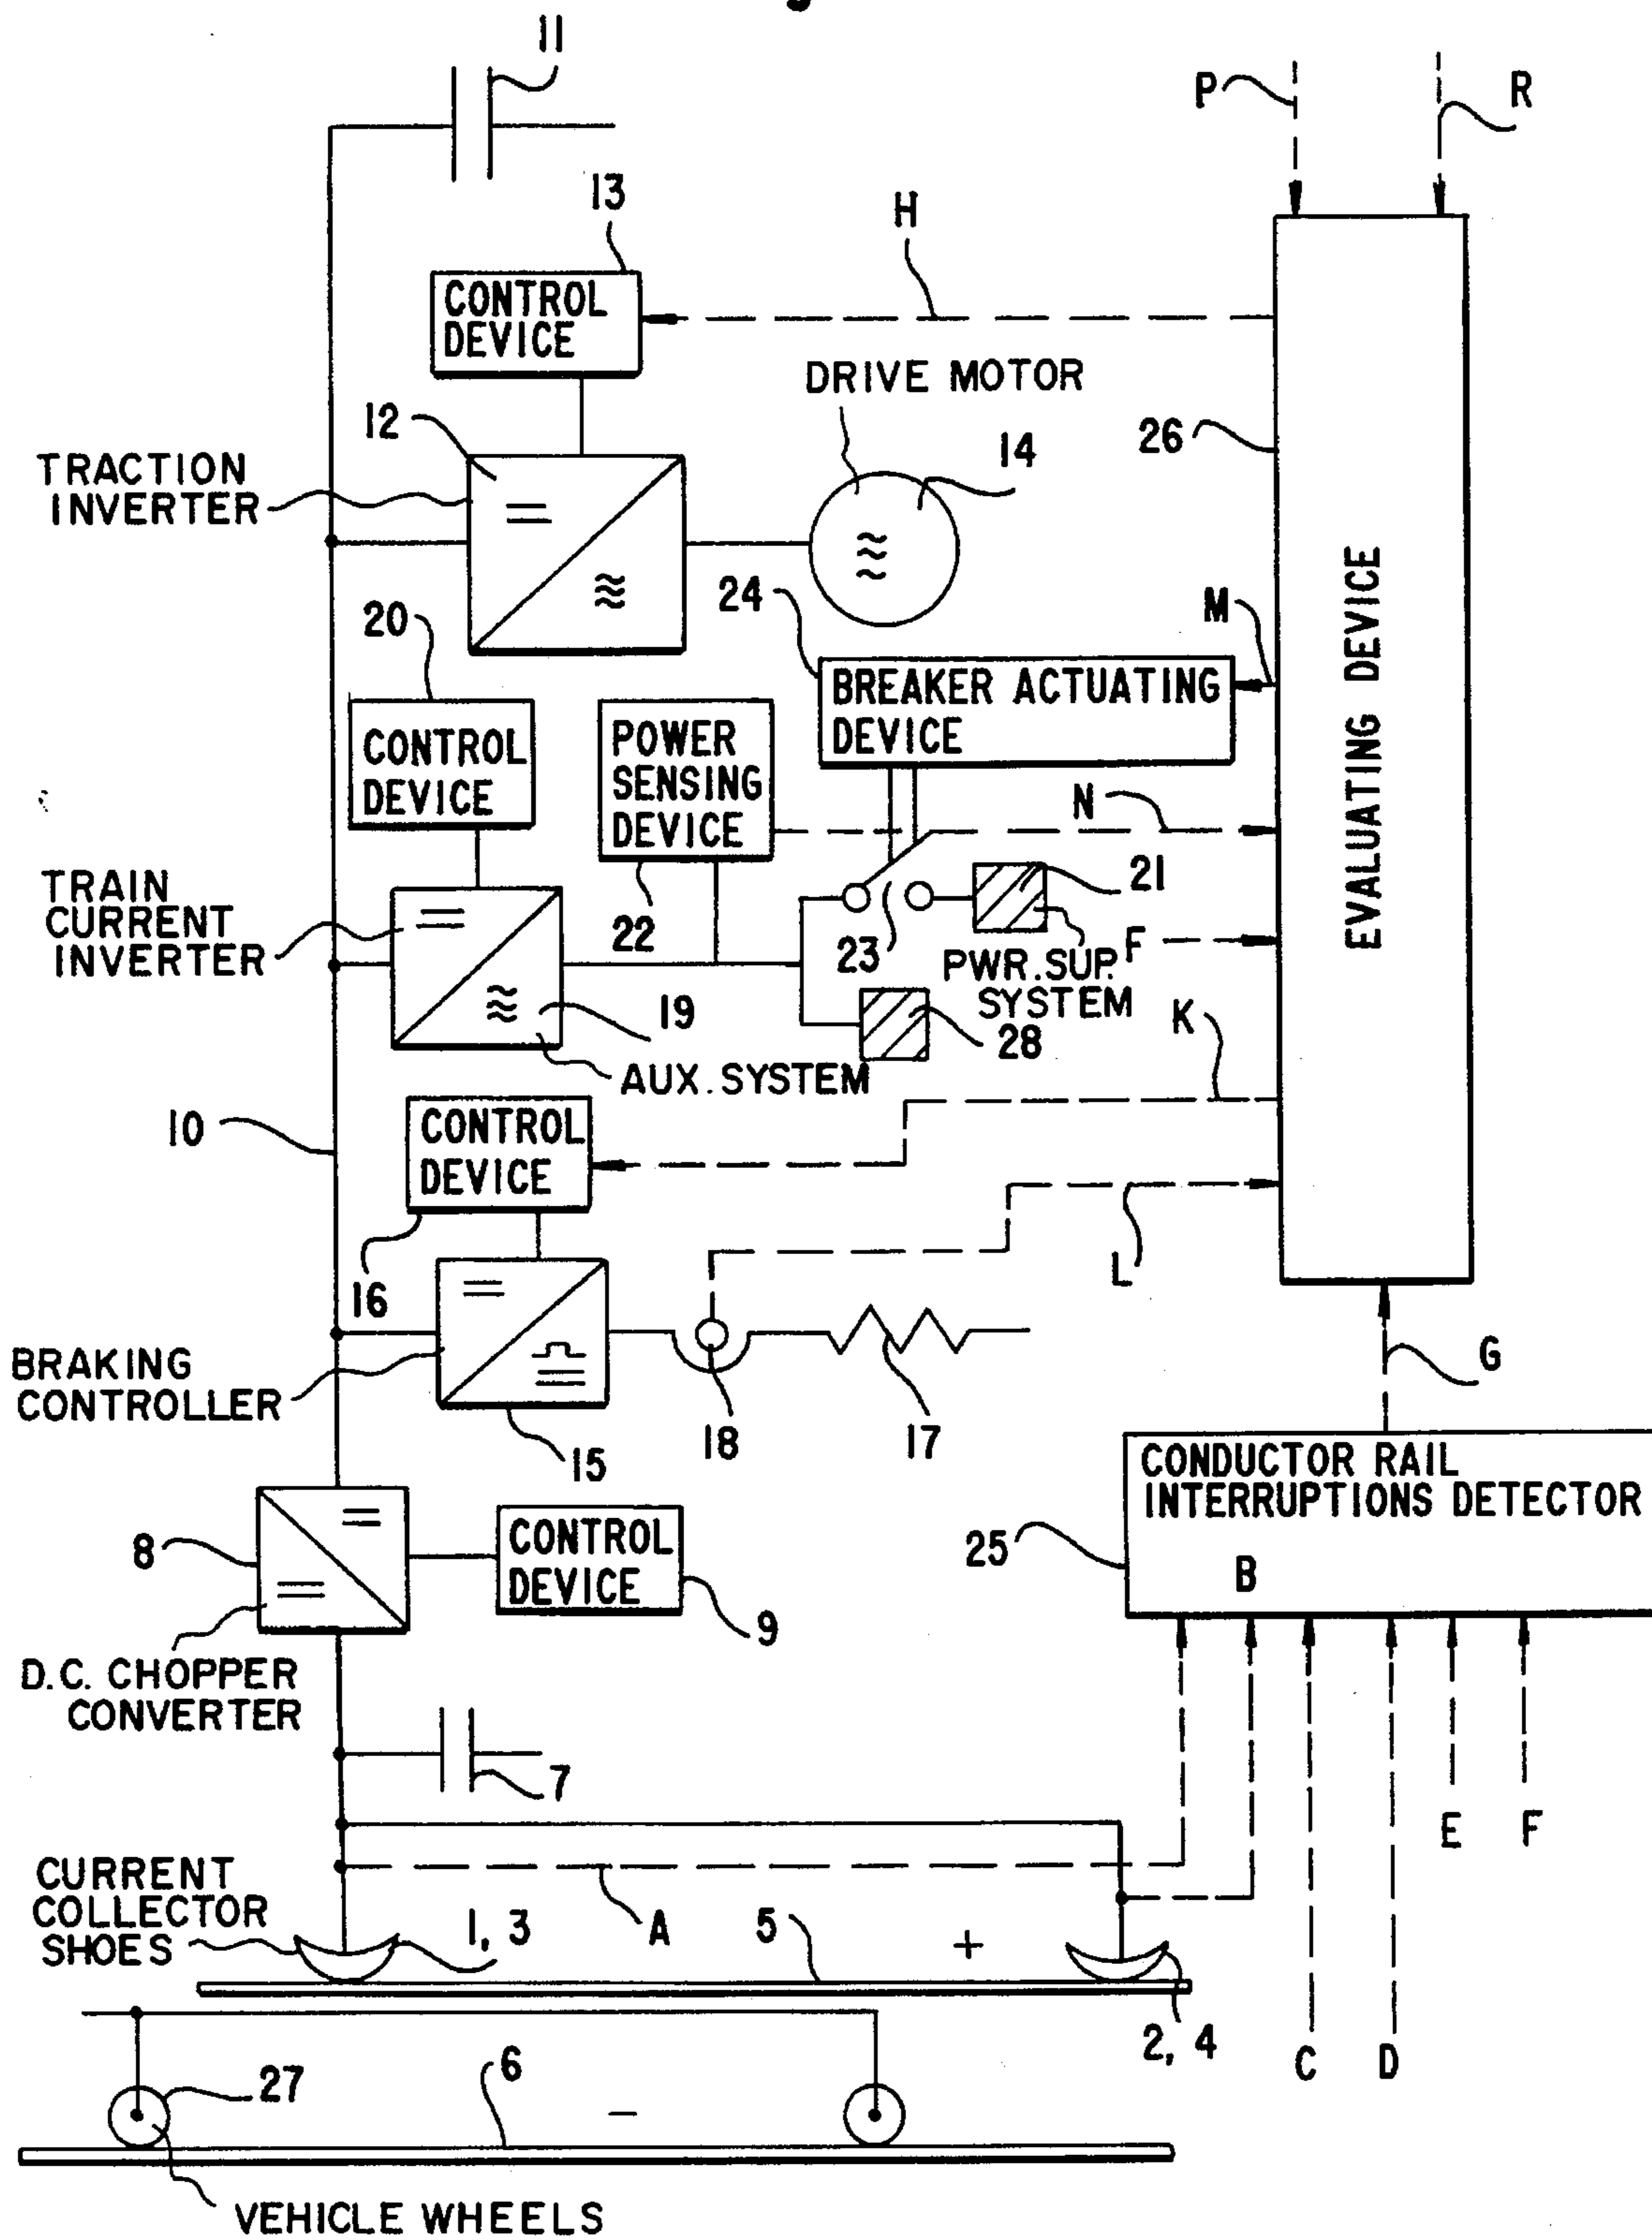 11
P
R
13
H
CONTROL
DEVICE
DRIVE MOTOR
12
14
26
TRACTION
INVERTER
24
M
20
BREAKER ACTUATING
DEVICE
EVALUATING DEVICE
CONTROL
DEVICE
POWER
SENSING
DEVICE
N
TRAIN
CURRENT
INVERTER
22
23
21
F
PWR. SUP.
SYSTEM
19
28
K
AUX. SYSTEM
10
CONTROL
DEVICE
16
L
BRAKING
CONTROLLER
18
17
G
15
CONDUCTOR RAIL
INTERRUPTIONS DETECTOR
8
CONTROL
DEVICE
25
B
9
D.C. CHOPPER
CONVERTER
7
E
F
CURRENT
COLLECTOR
SHOES
1, 3
A
5
+
2, 4
C
D
27
6
−
VEHICLE WHEELS